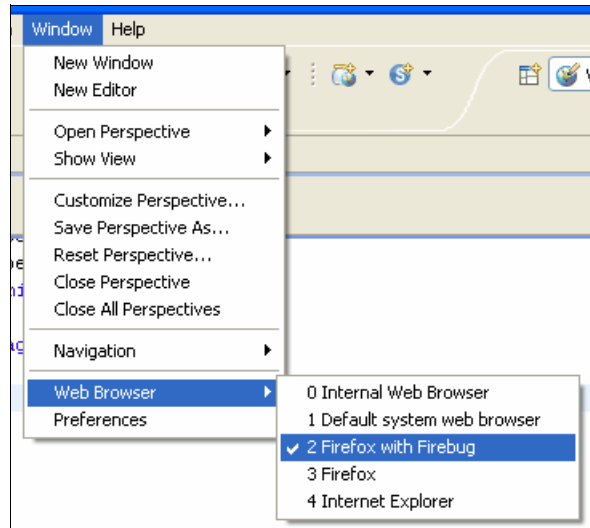 Window Help
New Window
New Editor
Open Perspective
Show View
Customize Perspective...
Save Perspective As...
Reset Perspective...
Close Perspective
Close All Perspectives
Navigation
Web Browser
Preferences
0 Internal Web Browser
1 Default system web browser
2 Firefox with Firebug
3 Firefox
4 Internet Explorer